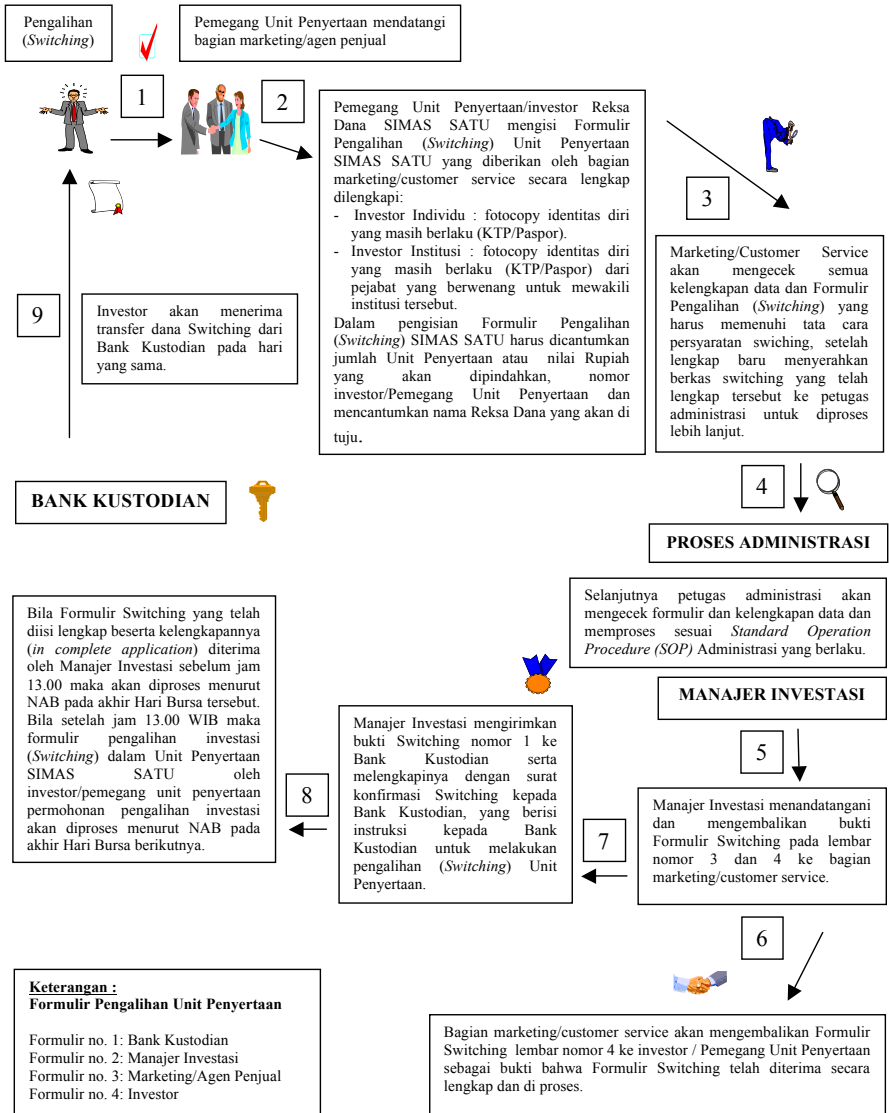 Pengalihan
(Switching)
Pemegang Unit Penyertaan mendatangi
bagian marketing/agen penjual
1
2
Pemegang Unit Penyertaan/investor Reksa
Dana SIMAS SATU mengisi Formulir
Pengalihan (Switching) Unit Penyertaan
SIMAS SATU yang diberikan oleh bagian
marketing/customer service secara lengkap
dilengkapi:
- Investor Individu : fotocopy identitas diri
yang masih berlaku (KTP/Paspor).
- Investor Institusi : fotocopy identitas diri
yang masih berlaku (KTP/Paspor) dari
pejabat yang berwenang untuk mewakili
institusi tersebut.
Dalam pengisian Formulir Pengalihan
(Switching) SIMAS SATU harus dicantumkan
jumlah Unit Penyertaan atau nilai Rupiah
yang akan dipindahkan, nomor
investor/Pemegang Unit Penyertaan dan
mencantumkan nama Reksa Dana yang akan di
tuju.
3
Marketing/Customer Service
akan mengecek semua
kelengkapan data dan Formulir
Pengalihan (Switching) yang
harus memenuhi tata cara
persyaratan swiching, setelah
lengkap baru menyerahkan
berkas switching yang telah
lengkap tersebut ke petugas
administrasi untuk diproses
lebih lanjut.
9
Investor akan menerima
transfer dana Switching dari
Bank Kustodian pada hari
yang sama.
BANK KUSTODIAN
4
PROSES ADMINISTRASI
Selanjutnya petugas administrasi akan
mengecek formulir dan kelengkapan data dan
memproses sesuai Standard Operation
Procedure (SOP) Administrasi yang berlaku.
MANAJER INVESTASI
5
Manajer Investasi menandatangani
dan mengembalikan bukti
Formulir Switching pada lembar
nomor 3 dan 4 ke bagian
marketing/customer service.
7
Manajer Investasi mengirimkan
bukti Switching nomor 1 ke
Bank Kustodian serta
melengkapinya dengan surat
konfirmasi Switching kepada
Bank Kustodian, yang berisi
instruksi kepada Bank
Kustodian untuk melakukan
pengalihan (Switching) Unit
Penyertaan.
8
Bila Formulir Switching yang telah
diisi lengkap beserta kelengkapannya
(in complete application) diterima
oleh Manajer Investasi sebelum jam
13.00 maka akan diproses menurut
NAB pada akhir Hari Bursa tersebut.
Bila setelah jam 13.00 WIB maka
formulir pengalihan investasi
(Switching) dalam Unit Penyertaan
SIMAS SATU oleh
investor/pemegang unit penyertaan
permohonan pengalihan investasi
akan diproses menurut NAB pada
akhir Hari Bursa berikutnya.
6
Bagian marketing/customer service akan mengembalikan Formulir
Switching lembar nomor 4 ke investor / Pemegang Unit Penyertaan
sebagai bukti bahwa Formulir Switching telah diterima secara
lengkap dan di proses.
Keterangan :
Formulir Pengalihan Unit Penyertaan
Formulir no. 1: Bank Kustodian
Formulir no. 2: Manajer Investasi
Formulir no. 3: Marketing/Agen Penjual
Formulir no. 4: Investor